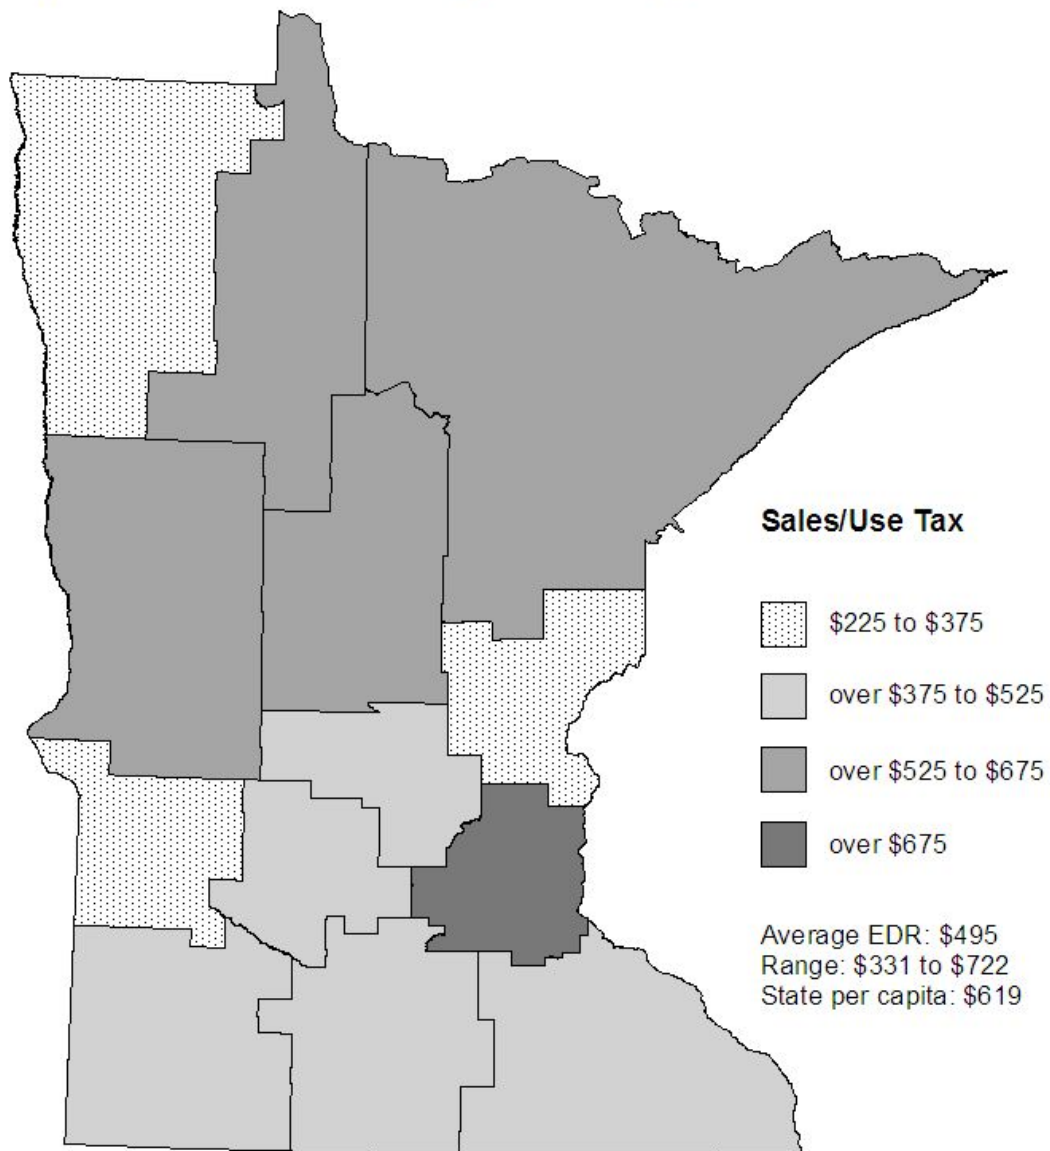 Sales/Use Tax
$225 to $375
over $375 to $525
over $525 to $675
over $675
Average EDR: $495
Range: $331 to $722
State per capita: $619